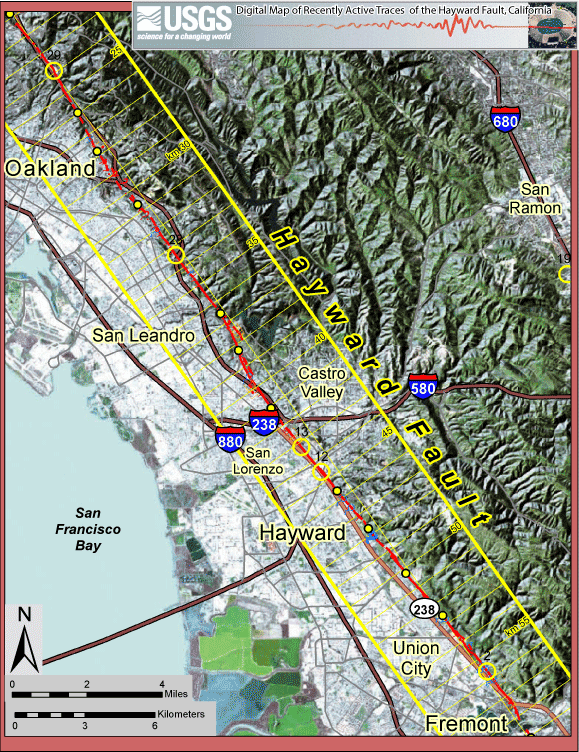 USGS
science for a changing world
Digital Map of Recently Active Traces of the Hayward Fault, California
25
km 30
35
40
45
50
km 55
Hayward Fault
680
San
Ramon
19
Oakland
San Leandro
Castro
Valley
580
238
880
13
12
San
Lorenzo
San
Francisco
Bay
Hayward
238
Union
City
2
Fremont
N
0 2 4
Miles
0 3 6
Kilometers